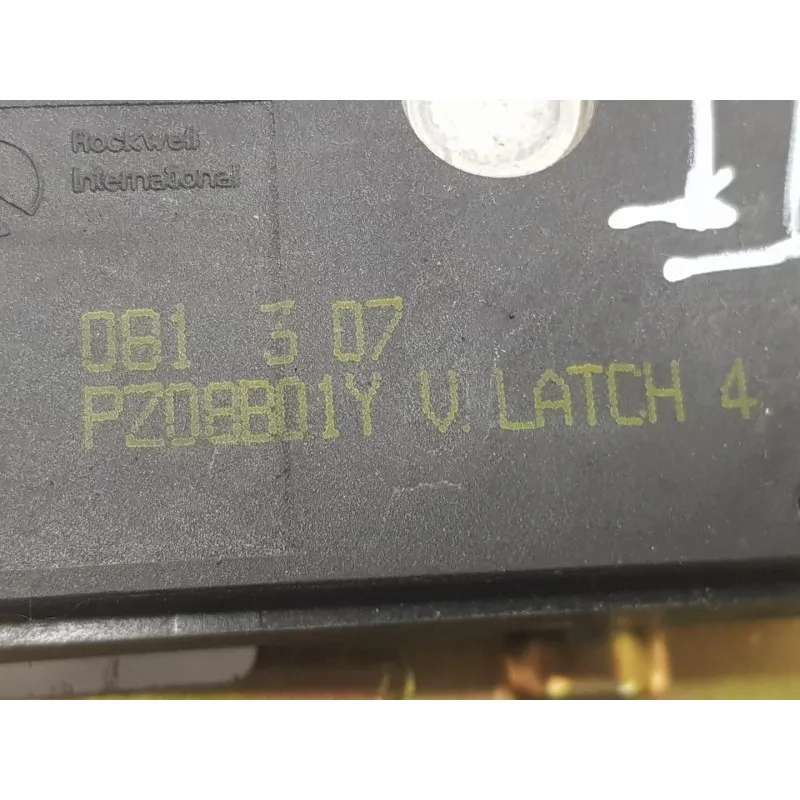 Rockwell
International
081 3 07
PZ08B01Y V. LATCH 4